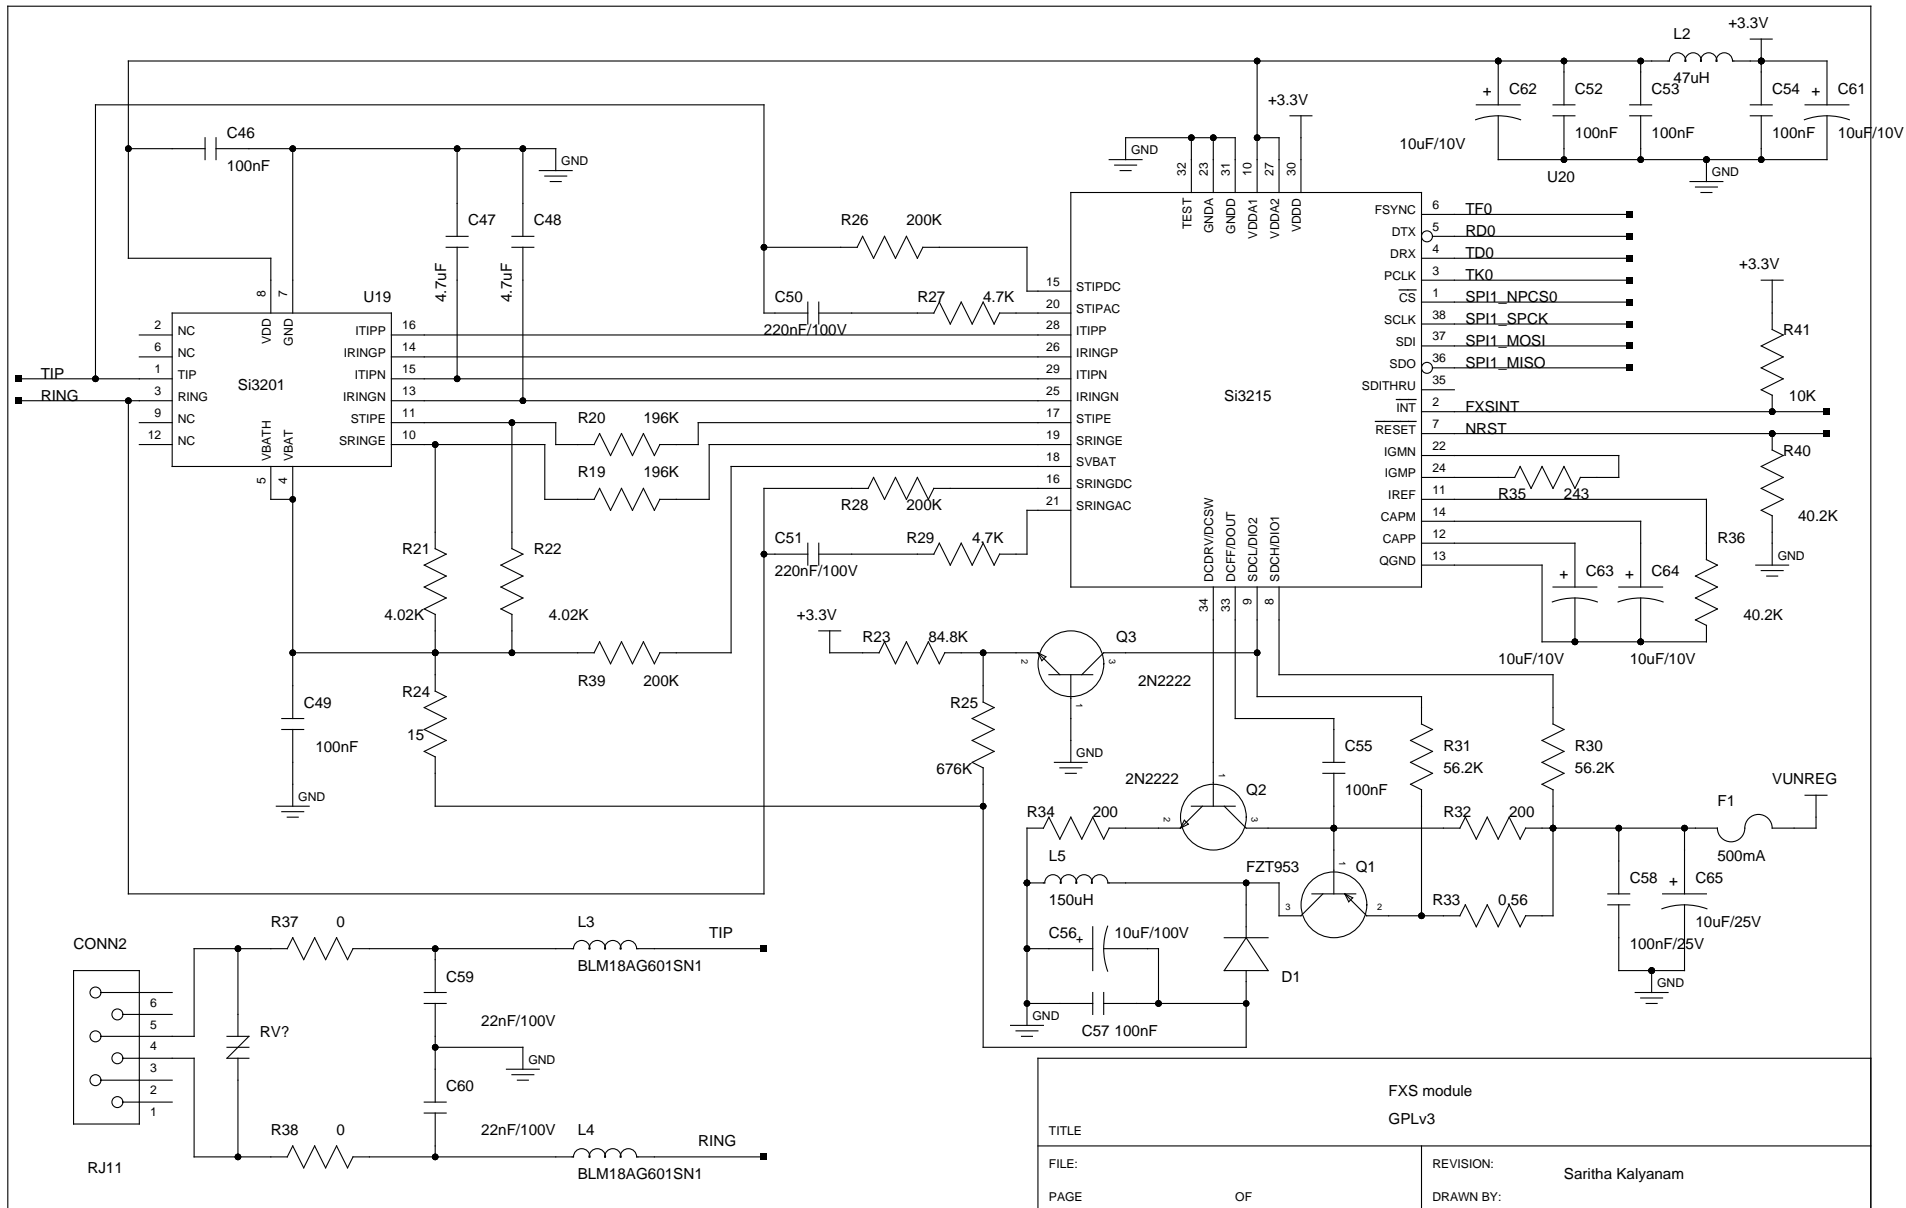 L2
+3.3V
47uH
+ C62
C52
C53
C54
+ C61
10uF/10V
100nF
100nF
100nF
10uF/10V
GND
U20
+3.3V
GND
C46
100nF
GND
C47
4.7uF
C48
4.7uF
R26 200K
C50
220nF/100V
R27 4.7K
U19
Si3201
8 VDD
7 GND
2 NC
6 NC
1 TIP
3 RING
9 NC
12 NC
5 VBATH
4 VBAT
ITIPP 16
IRINGP 14
ITIPN 15
IRINGN 13
STIPE 11
SRINGE 10
TIP
RING
R20 196K
R19 196K
R28 200K
C51
220nF/100V
R29 4.7K
Si3215
32 TEST
23 GNDA
31 GNDD
10 VDDA1
27 VDDA2
30 VDDD
15 STIPDC
20 STIPAC
28 ITIPP
26 IRINGP
29 ITIPN
25 IRINGN
17 STIPE
19 SRINGE
18 SVBAT
16 SRINGDC
21 SRINGAC
FSYNC 6 TF0
DTX 5 RD0
DRX 4 TD0
PCLK 3 TK0
CS 1 SPI1_NPCS0
SCLK 38 SPI1_SPCK
SDI 37 SPI1_MOSI
SDO 36 SPI1_MISO
SDITHRU 35
INT 2 FXSINT
RESET 7 NRST
IGMN 22
IGMP 24
IREF 11
CAPM 14
CAPP 12
QGND 13
DCDRV/DCSW 34
DCFF/DOUT 33
SDCL/DIO2 9
SDCH/DIO1 8
+3.3V
R41
10K
R40
40.2K
GND
R35 243
R36
40.2K
+ C63
10uF/10V
+ C64
10uF/10V
R21
4.02K
R22
4.02K
R39 200K
R24
15
C49
100nF
GND
+3.3V
R23 84.8K
R25
676K
Q3
2N2222
2
3
1
GND
2N2222
Q2
1
2
3
C55
100nF
R31
56.2K
R30
56.2K
R34 200
R32 200
L5
150uH
FZT953
Q1
1
3
2
R33 0.56
F1
500mA
VUNREG
C58
100nF/25V
+ C65
10uF/25V
GND
C56 + 10uF/100V
C57 100nF
GND
D1
CONN2
6
5
4
3
2
1
RJ11
R37 0
R38 0
RV?
L3
BLM18AG601SN1
TIP
C59
22nF/100V
GND
C60
22nF/100V
L4
BLM18AG601SN1
RING
FXS module
GPLv3
TITLE
FILE:
REVISION:
Saritha Kalyanam
PAGE OF
DRAWN BY: